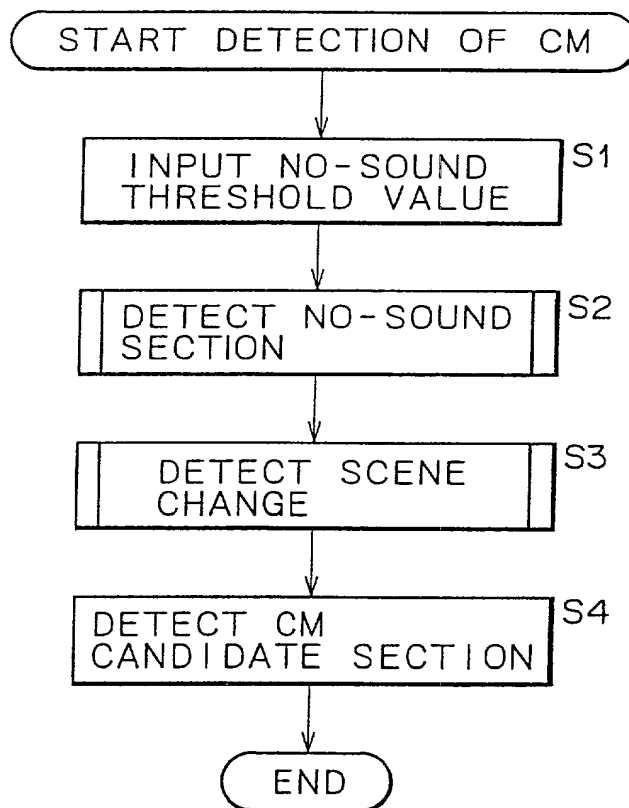 START DETECTION OF CM
INPUT NO-SOUND
THRESHOLD VALUE
S1
DETECT NO-SOUND
SECTION
S2
DETECT SCENE
CHANGE
S3
DETECT CM
CANDIDATE SECTION
S4
END